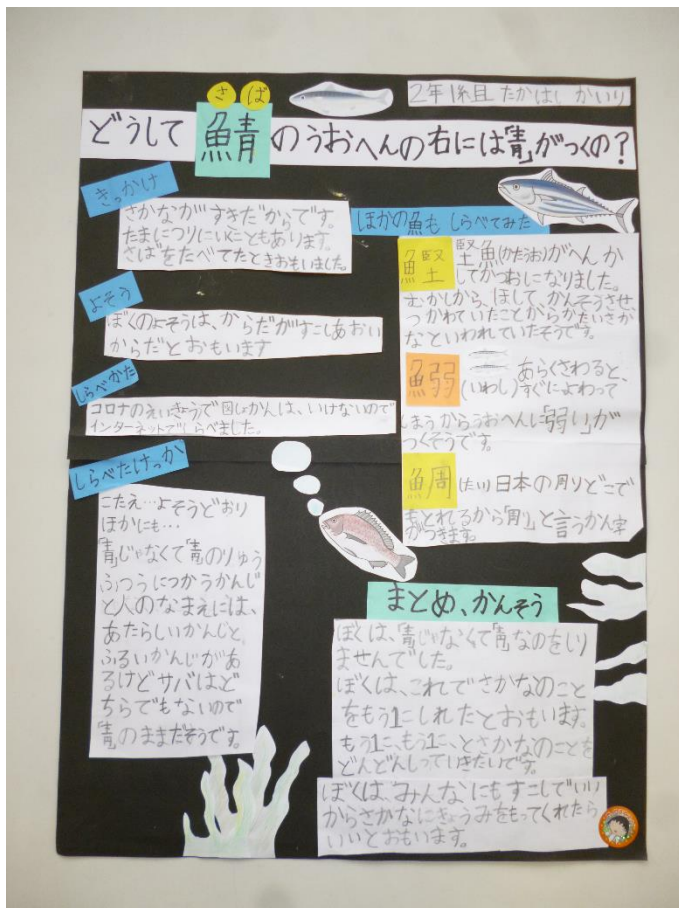 さば
2年1組 たかはし かいり
どうして 鯖のうおへんの右には「靑」がつくの?
きっかけ
さかながすきだからです。
たまにつりにいくこともあります。
さばをたべてたときおもいました。
よそう
ぼくのよそうは、からだがすこしあおい
からだとおもいます
しらべかた
コロナのえいきょうで図しょかんは、いけないので
インターネットでしらべました。
しらべたけっか
こたえ…よそうどおり
ほかにも…
「青」じゃなくて「靑」のりゆう
ふつうにつかうかんじ
と人のなまえには、
あたらしいかんじと、
ふるいかんじがあ
るけどサバはど
ちらでもないので
「靑」のままだそうです。
ほかの魚も しらべてみた
鰹 堅魚(かたうお)がへんか
してかつおになりました。
むかしから、ほして、かんそうさせ
つかわれていたことからかたいさか
なといわれていたそうです。
鰯(いわし) あらくさわると、
すぐによわって
しまうからうおへんに「弱い」が
つくそうです。
鯛(たい)日本の周りどこで
もとれるから「周り」と言うかん字
がつきます。
まとめ、かんそう
ぼくは、「青」じゃなくて「靑」なのをしり
ませんでした。
ぼくは、これでさかなのこと
をもう1こしれたとおもいます。
もう1こ、もう1こ、とさかなのことを
どんどんしっていきたいです。
ぼくは、みんなにもすこしでいい
からさかなにきょうみをもってくれたら
いいとおもいます。